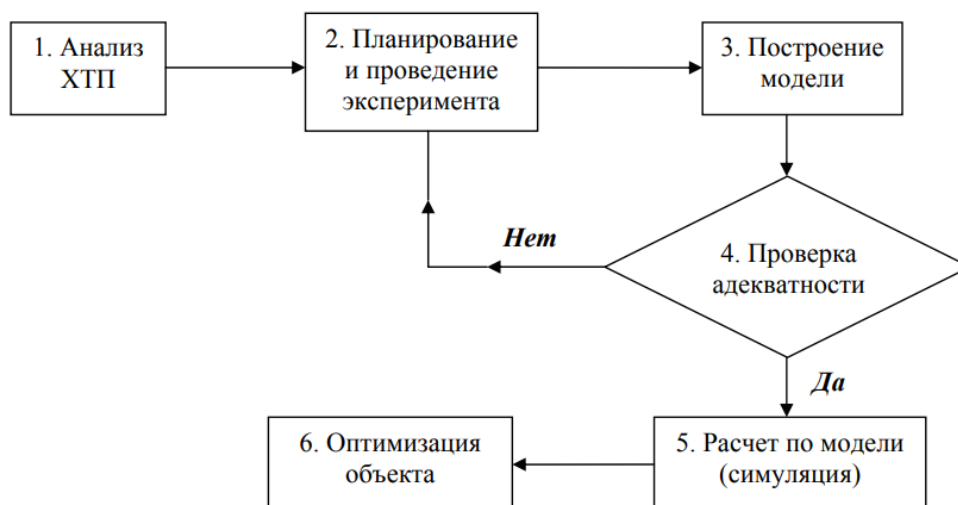 1. Анализ
ХТП
2. Планирование
и проведение
эксперимента
3. Построение
модели
Нет
4. Проверка
адекватности
Да
6. Оптимизация
объекта
5. Расчет по модели
(симуляция)